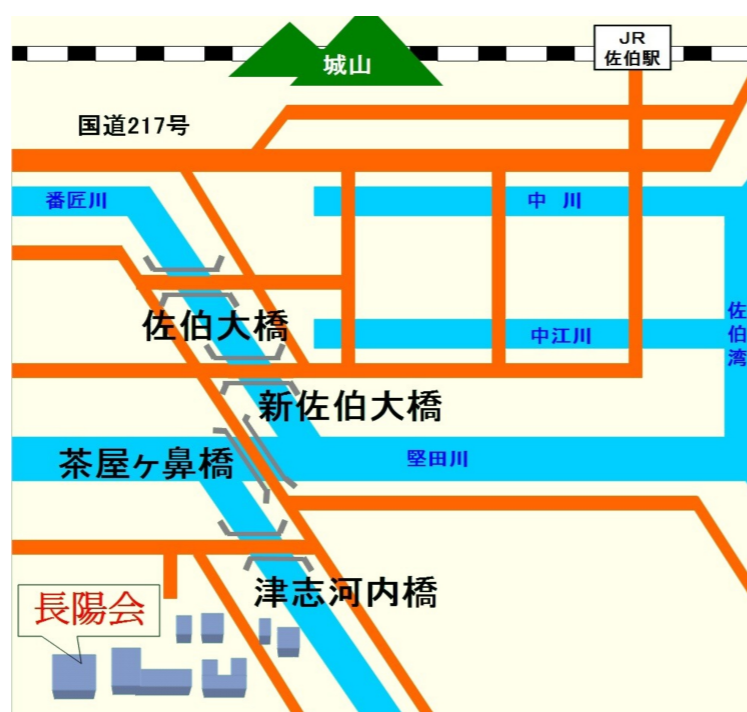 JR
佐伯駅
城山
国道217号
番匠川
中 川
佐伯大橋
中江川
佐伯湾
新佐伯大橋
茶屋ヶ鼻橋
堅田川
津志河内橋
長陽会